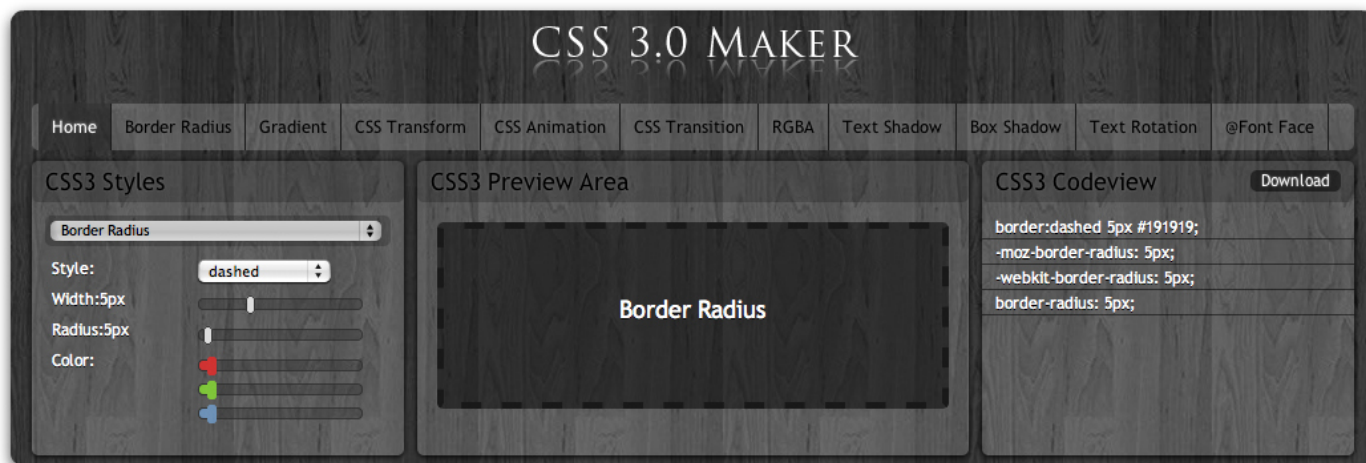 CSS 3.0 Maker
Home Border Radius Gradient CSS Transform CSS Animation CSS Transition RGBA Text Shadow Box Shadow Text Rotation @Font Face
CSS3 Styles
Border Radius
Style: dashed
Width:5px
Radius:5px
Color:
CSS3 Preview Area
Border Radius
CSS3 Codeview Download
border:dashed 5px #191919;
-moz-border-radius: 5px;
-webkit-border-radius: 5px;
border-radius: 5px;